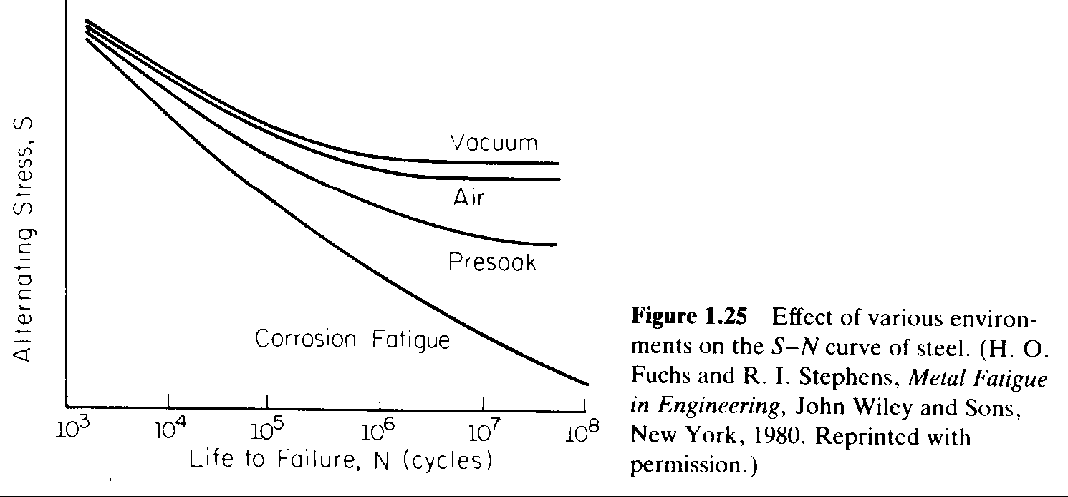 Alternating Stress, S
Vacuum
Air
Presoak
Corrosion Fatigue
10³ 10⁴ 10⁵ 10⁶ 10⁷ 10⁸
Life to Failure, N (cycles)
Figure 1.25 Effect of various environ-
ments on the S–N curve of steel. (H. O.
Fuchs and R. I. Stephens, Metal Fatigue
in Engineering, John Wiley and Sons,
New York, 1980. Reprinted with
permission.)